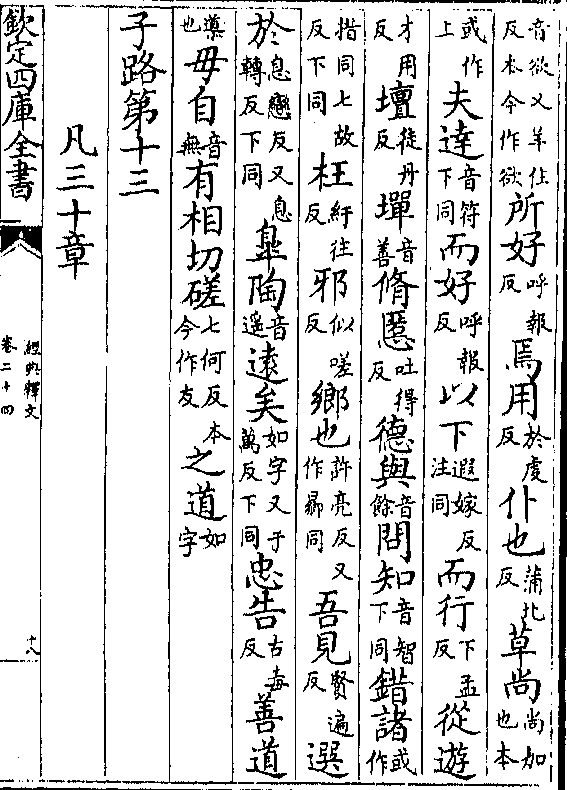 音欲又羊住反本今作欲所好呼報反焉用於虔反仆也蒲北反草尚尚加也本
或作上夫達音符下同而好呼報反以下遐嫁反注同而行下孟反從遊
才用反壇徒丹反墠音善脩慝吐得反德與音餘問知音智下同錯諸或作
措同七故反下同枉紆往反邪似嗟反鄉也許亮反又作曏同吾見賢遍反選
於息戀反又息轉反下同臯陶音遥遠矣如字又于萬反下同忠告古毒反善道
導也毋自音無有相切磋七何反本今作友之道如字
子路第十三
凡三十章
欽定四庫全書
經典釋文
卷二十四
十八